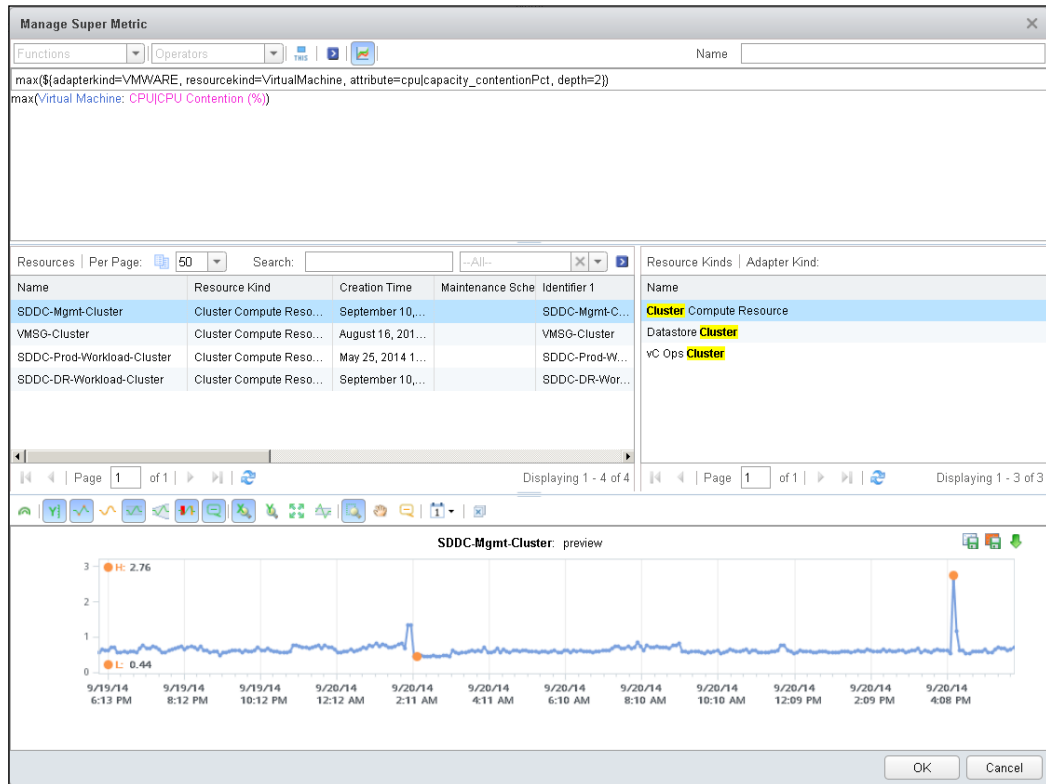 Manage Super Metric
Functions Operators THIS Name
max(${adapterkind=VMWARE, resourcekind=VirtualMachine, attribute=cpu|capacity_contentionPct, depth=2})
max(Virtual Machine: CPU|CPU Contention (%))
Resources Per Page: 50 Search: --All--
Name Resource Kind Creation Time Maintenance Sche Identifier 1
SDDC-Mgmt-Cluster Cluster Compute Reso... September 10,... SDDC-Mgmt-C...
VMSG-Cluster Cluster Compute Reso... August 16, 201... VMSG-Cluster
SDDC-Prod-Workload-Cluster Cluster Compute Reso... May 25, 2014 1... SDDC-Prod-W...
SDDC-DR-Workload-Cluster Cluster Compute Reso... September 10,... SDDC-DR-Wor...
Page 1 of 1 Displaying 1 - 4 of 4
Resource Kinds Adapter Kind:
Name
Cluster Compute Resource
Datastore Cluster
vC Ops Cluster
Page 1 of 1 Displaying 1 - 3 of 3
SDDC-Mgmt-Cluster: preview
3
2
1
0
H: 2.76
L: 0.44
9/19/14 9/19/14 9/19/14 9/20/14 9/20/14 9/20/14 9/20/14 9/20/14 9/20/14 9/20/14 9/20/14 9/20/14
6:13 PM 8:12 PM 10:12 PM 12:12 AM 2:11 AM 4:11 AM 6:10 AM 8:10 AM 10:10 AM 12:09 PM 2:09 PM 4:08 PM
OK Cancel